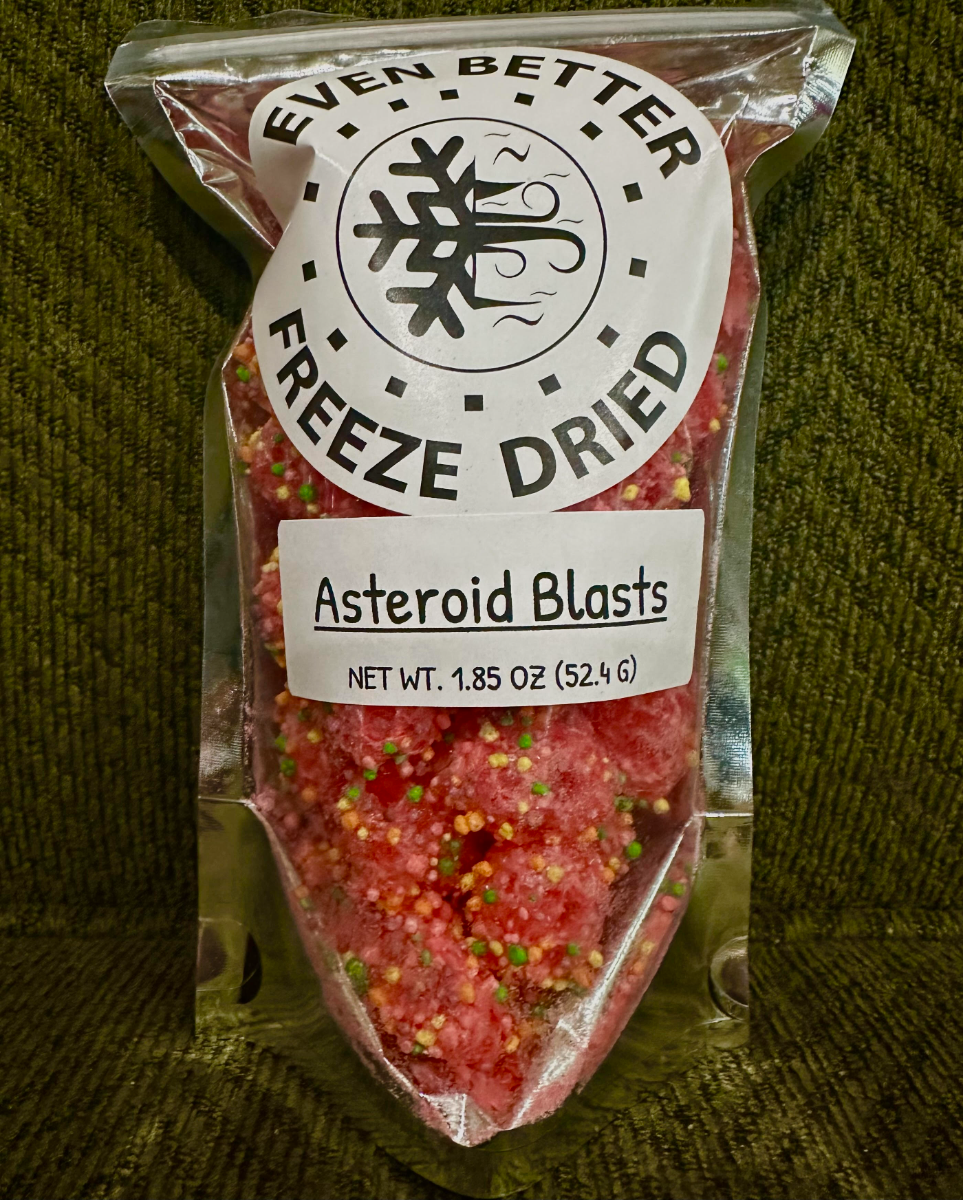 EVEN BETTER
FREEZE DRIED
Asteroid Blasts
NET WT. 1.85 OZ (52.4 G)